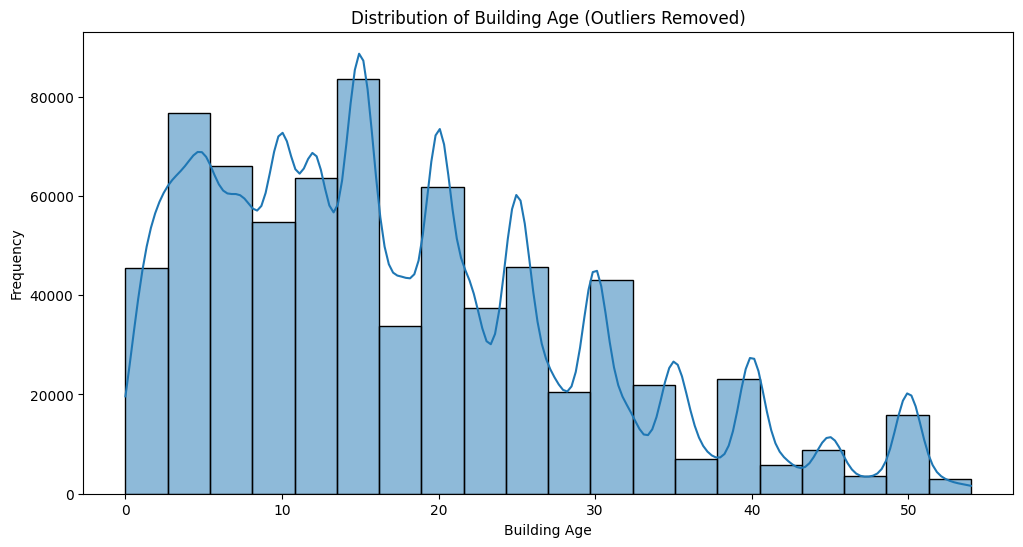 Distribution of Building Age (Outliers Removed)
80000
60000
40000
20000
0
Frequency
0 10 20 30 40 50
Building Age